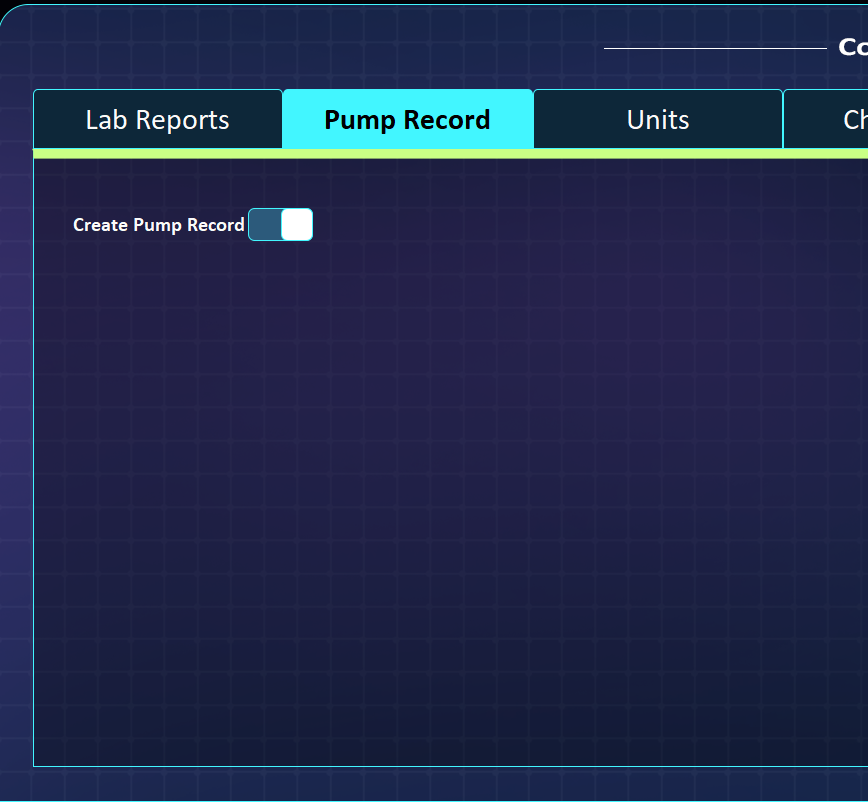 Lab Reports
Pump Record
Units
Create Pump Record